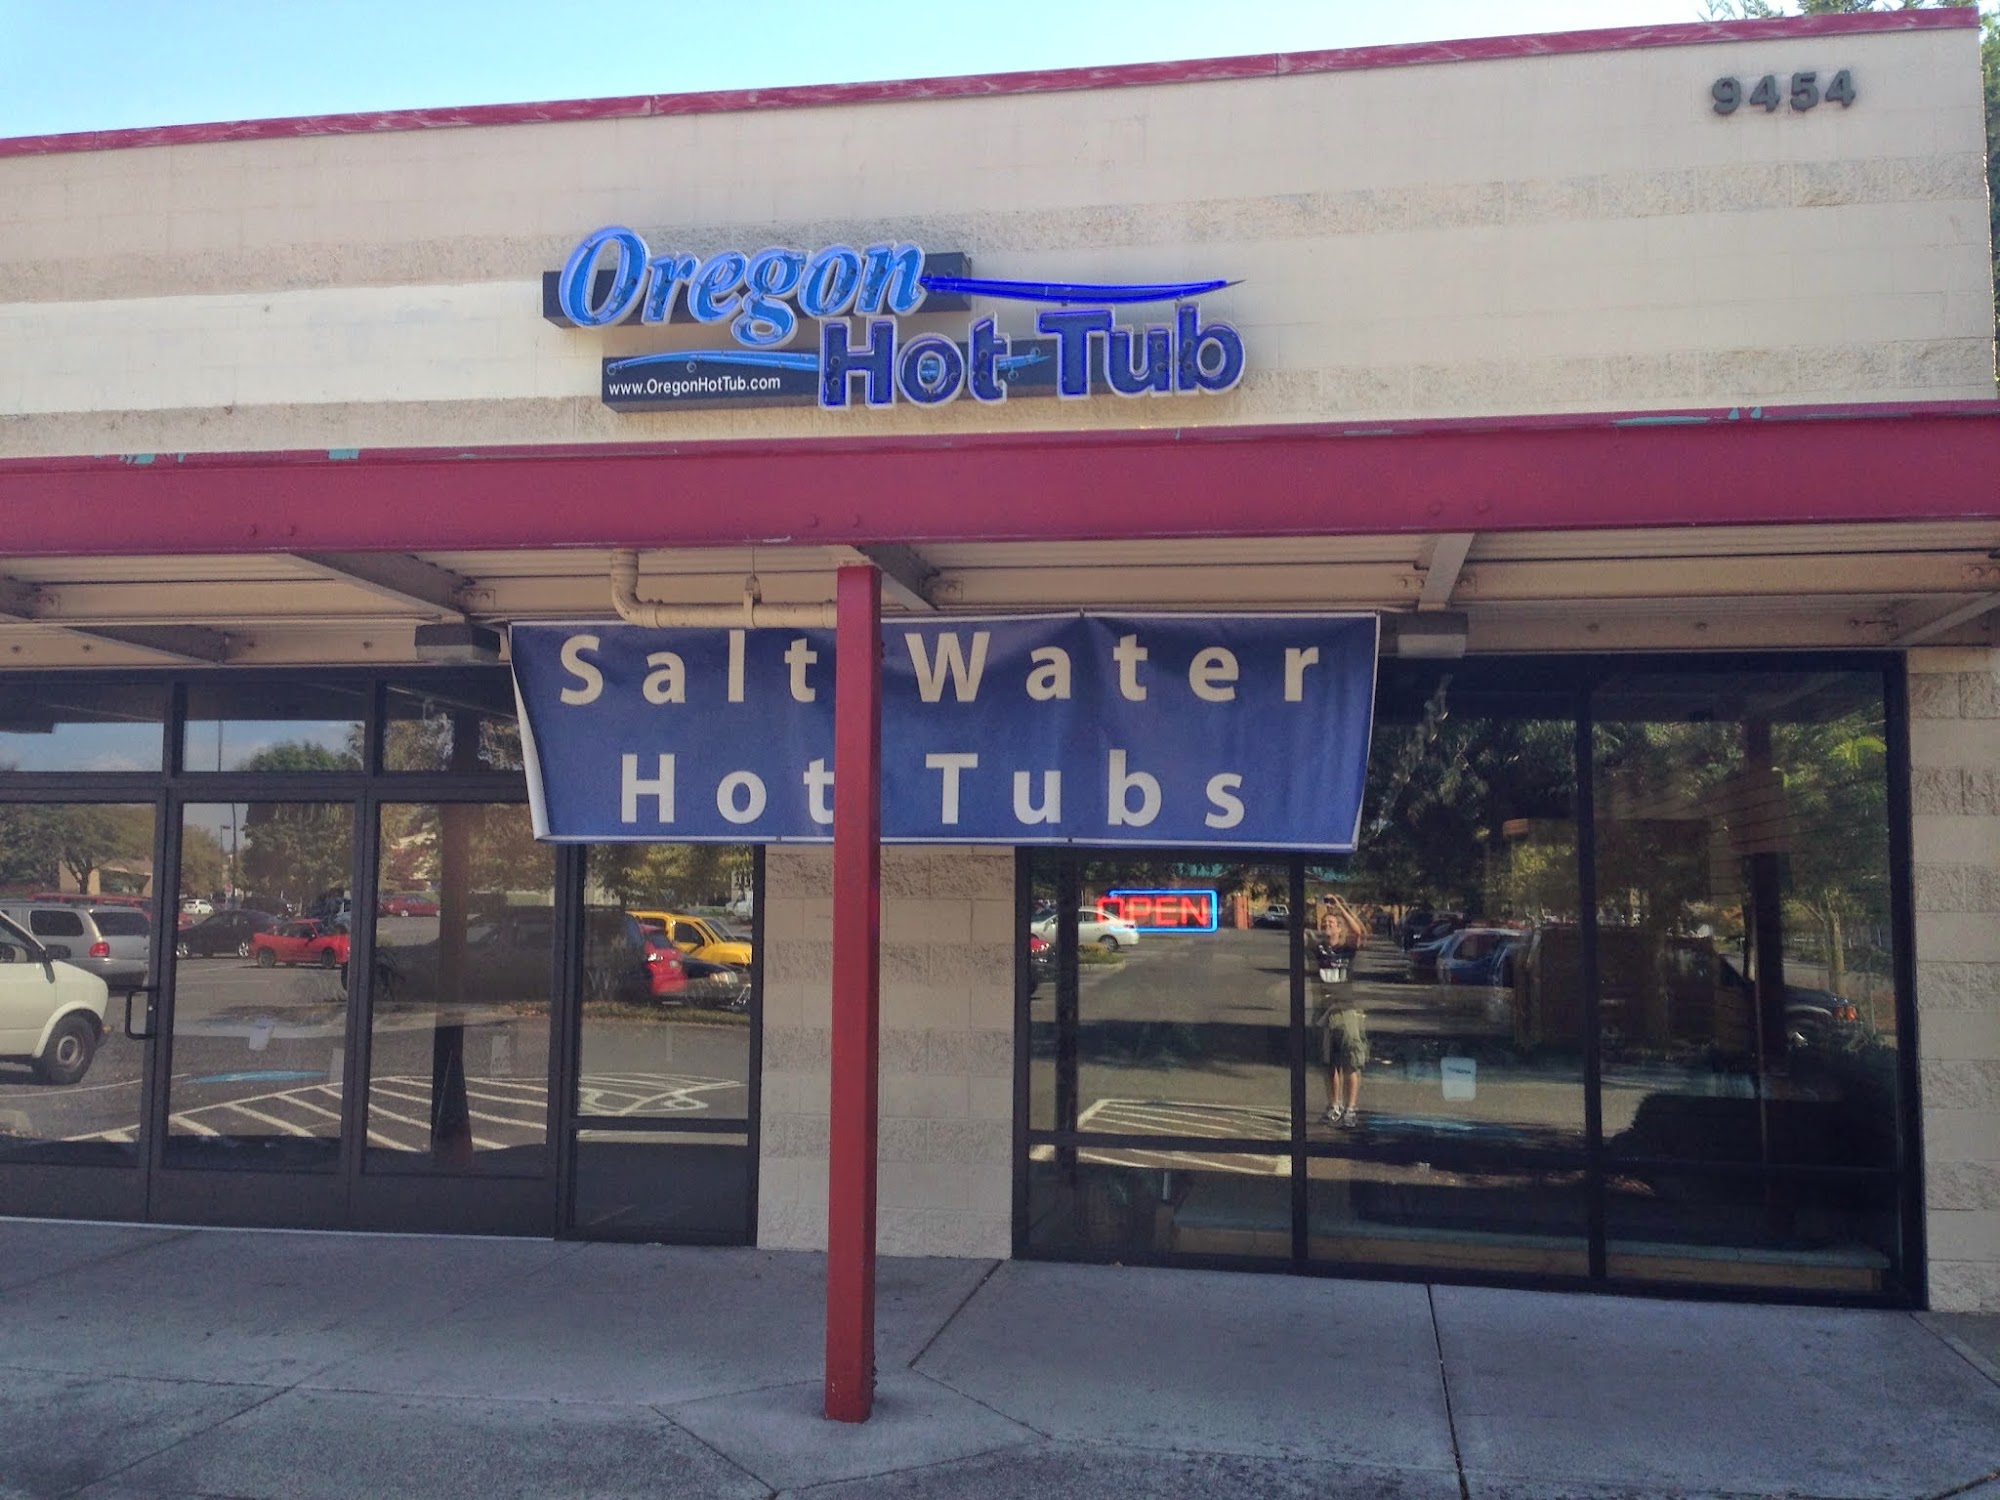 9454
Oregon
Hot Tub
www.OregonHotTub.com
Salt Water
Hot Tubs
OPEN